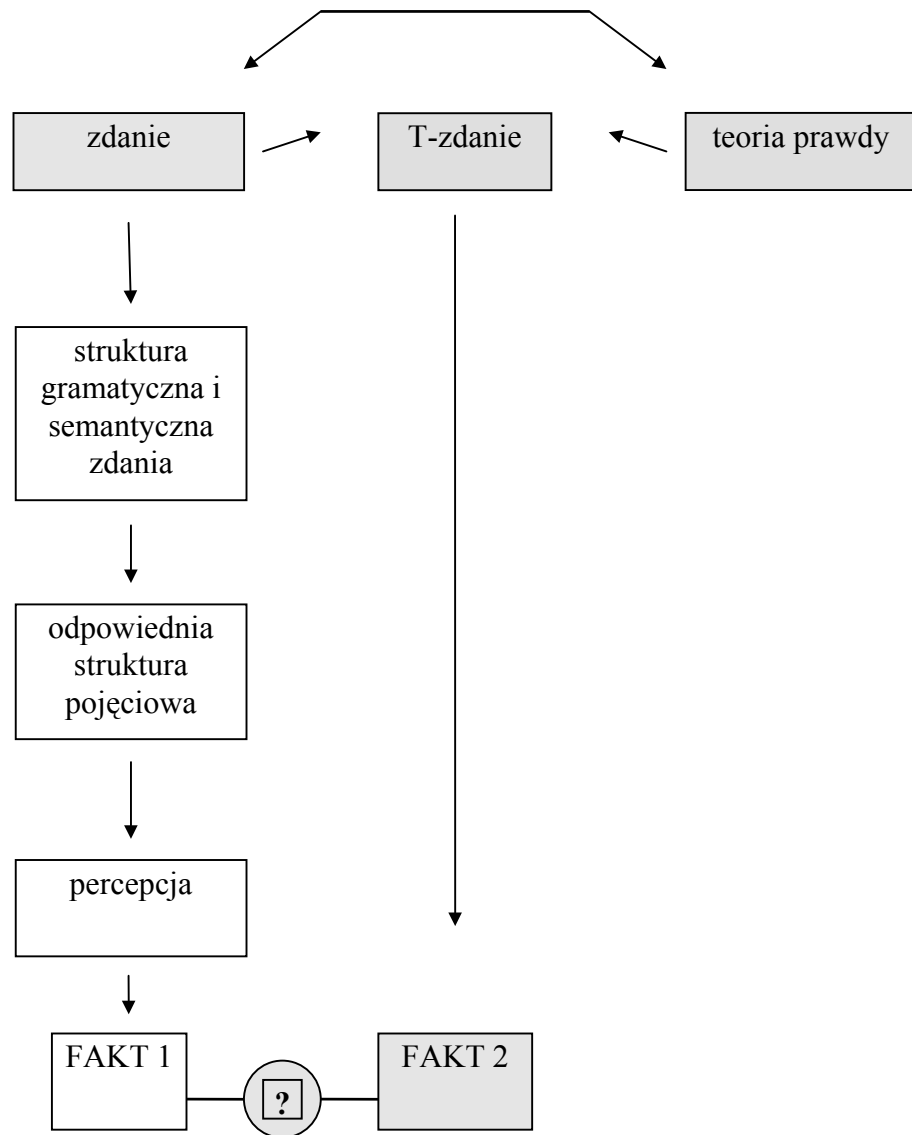 zdanie
T-zdanie
teoria prawdy
struktura
gramatyczna i
semantyczna
zdania
odpowiednia
struktura
pojęciowa
percepcja
FAKT 1
?
FAKT 2